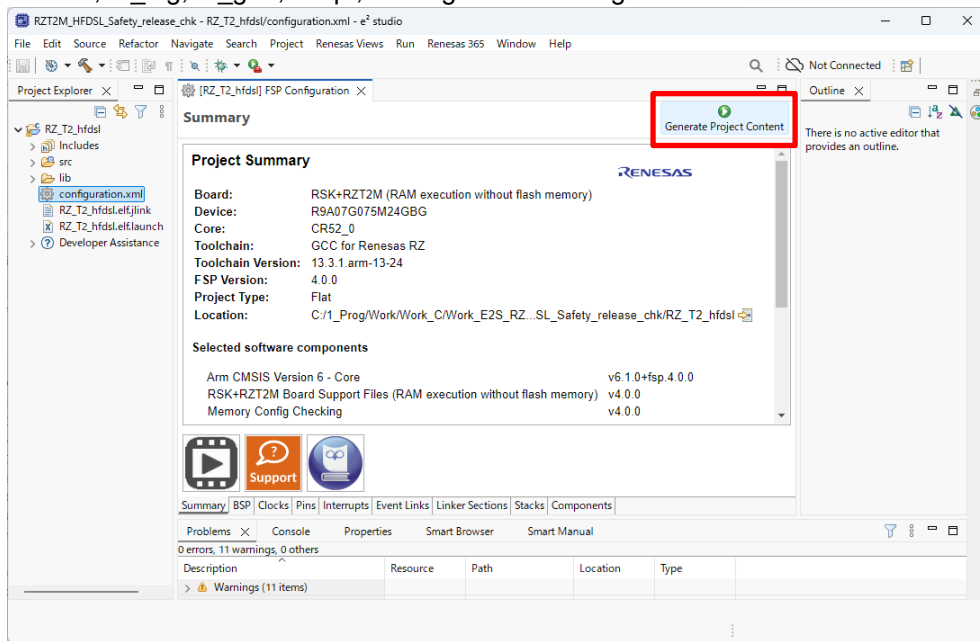 RZT2M_HFDSL_Safety_release_chk - RZ_T2_hfdsl/configuration.xml - e² studio
File Edit Source Refactor Navigate Search Project Renesas Views Run Renesas 365 Window Help
Not Connected
Project Explorer
[RZ_T2_hfdsl] FSP Configuration
Outline
RZ_T2_hfdsl
Includes
src
lib
configuration.xml
RZ_T2_hfdsl.elf.jlink
RZ_T2_hfdsl.elf.launch
Developer Assistance
Summary
Generate Project Content
There is no active editor that
provides an outline.
Project Summary
RENESAS
Board: RSK+RZT2M (RAM execution without flash memory)
Device: R9A07G075M24GBG
Core: CR52_0
Toolchain: GCC for Renesas RZ
Toolchain Version: 13.3.1.arm-13-24
FSP Version: 4.0.0
Project Type: Flat
Location: C:/1_Prog/Work/Work_C/Work_E2S_RZ...SL_Safety_release_chk/RZ_T2_hfdsl
Selected software components
Arm CMSIS Version 6 - Core v6.1.0+fsp.4.0.0
RSK+RZT2M Board Support Files (RAM execution without flash memory) v4.0.0
Memory Config Checking v4.0.0
Support
Summary BSP Clocks Pins Interrupts Event Links Linker Sections Stacks Components
Problems Console Properties Smart Browser Smart Manual
0 errors, 11 warnings, 0 others
Description Resource Path Location Type
Warnings (11 items)